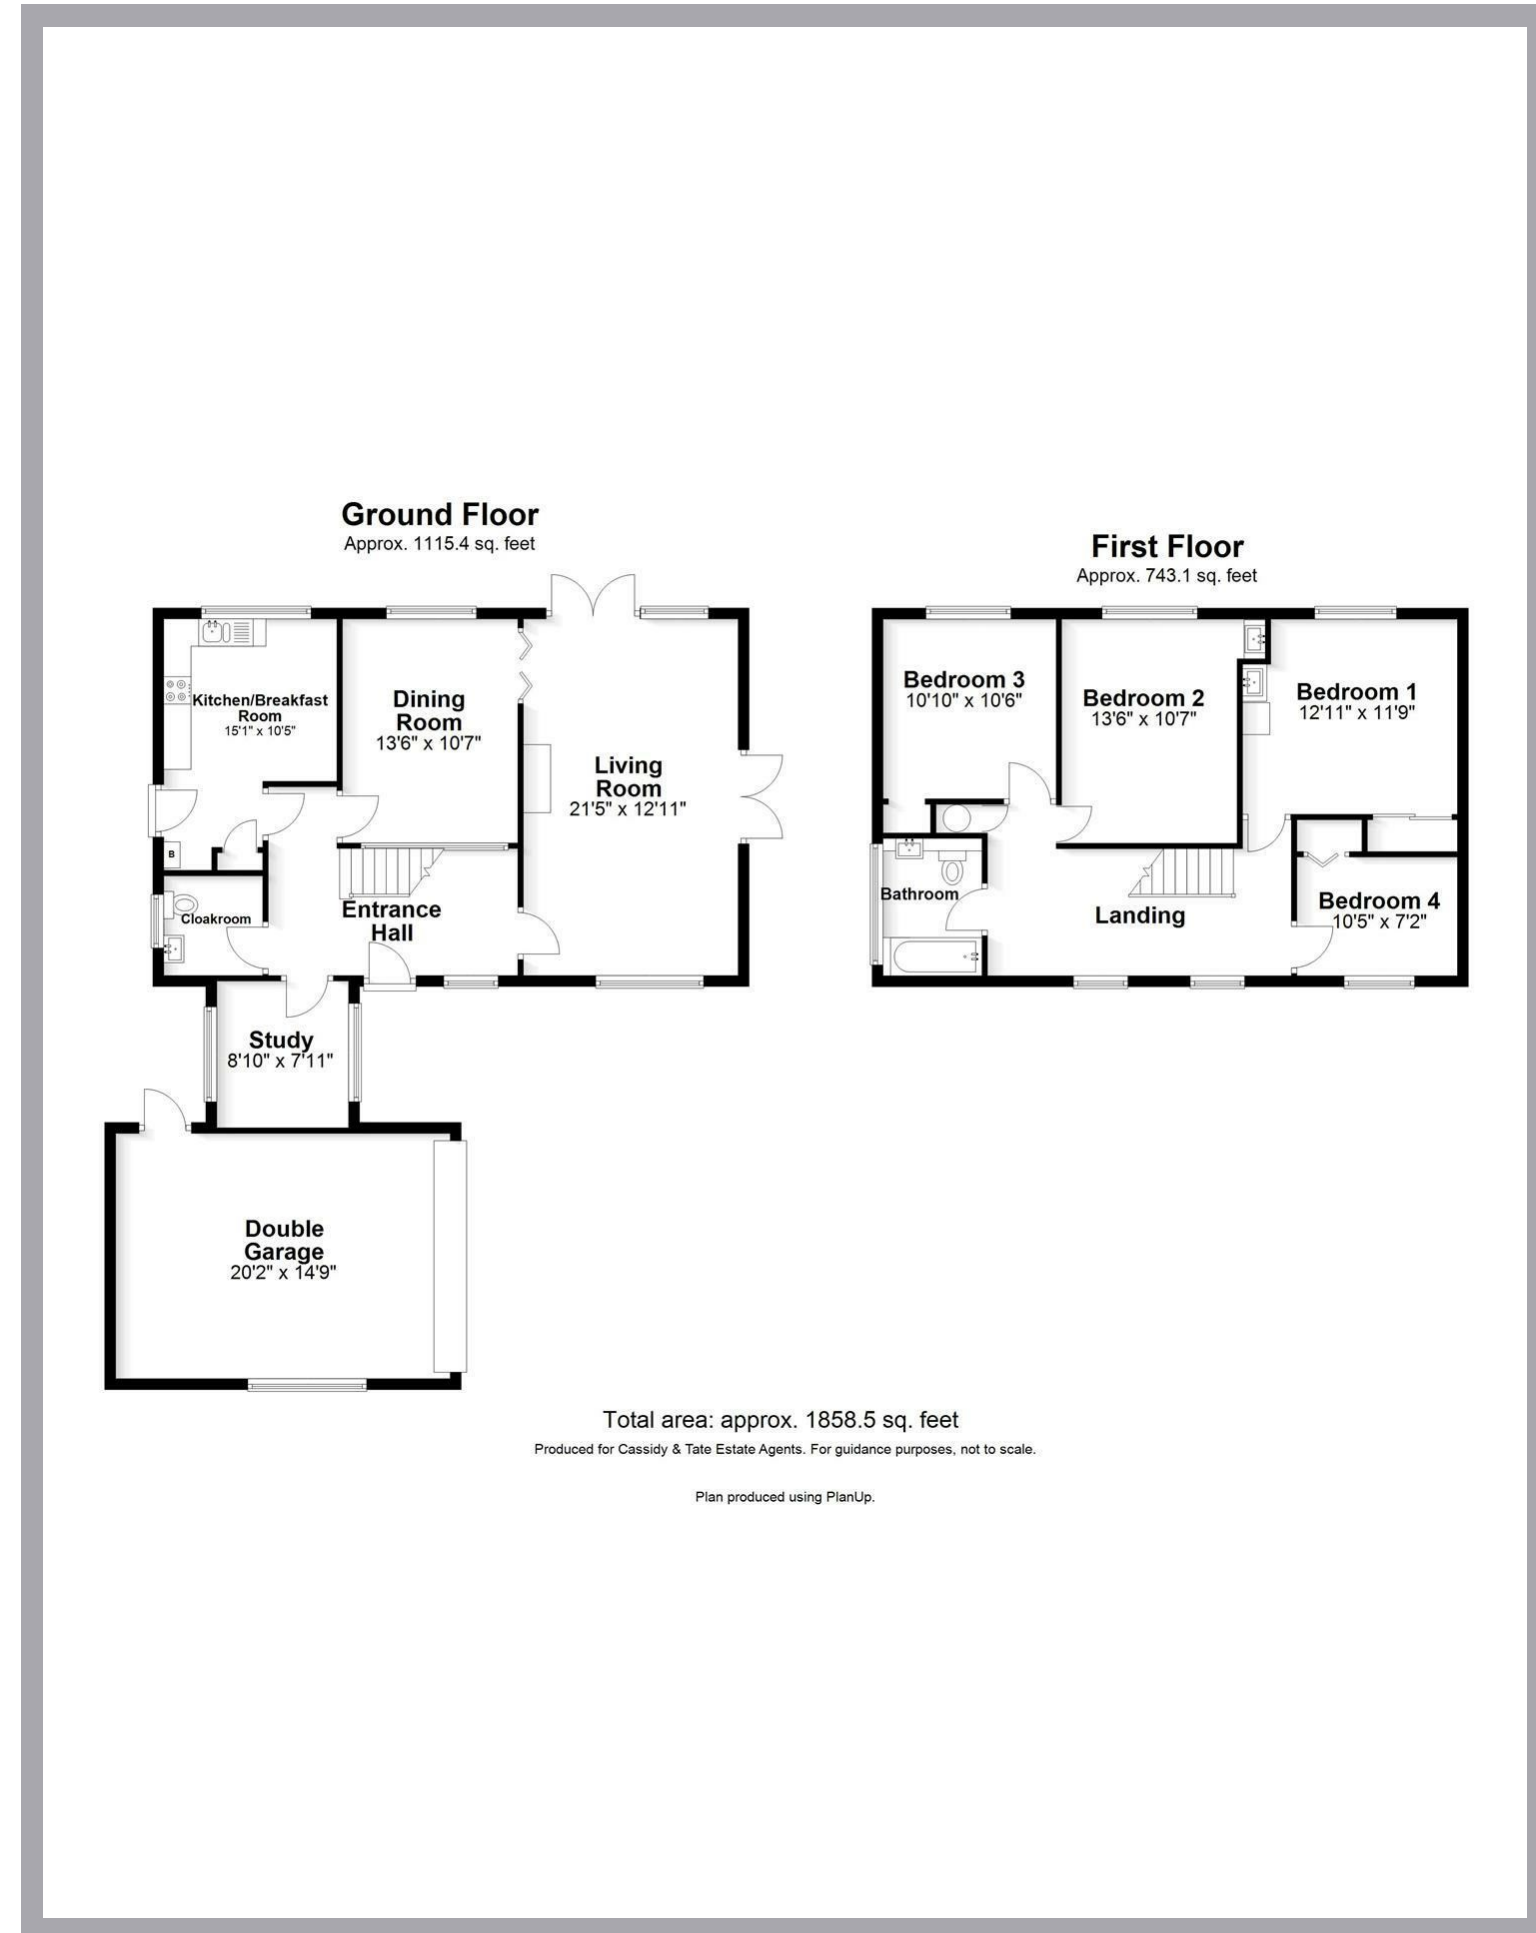 Ground Floor
Approx. 1115.4 sq. feet
Kitchen/Breakfast
Room
15'1" x 10'5"
Dining
Room
13'6" x 10'7"
Living
Room
21'5" x 12'11"
B
Cloakroom
Entrance
Hall
Study
8'10" x 7'11"
Double
Garage
20'2" x 14'9"
First Floor
Approx. 743.1 sq. feet
Bedroom 3
10'10" x 10'6"
Bedroom 2
13'6" x 10'7"
Bedroom 1
12'11" x 11'9"
Bathroom
Landing
Bedroom 4
10'5" x 7'2"
Total area: approx. 1858.5 sq. feet
Produced for Cassidy & Tate Estate Agents. For guidance purposes, not to scale.
Plan produced using PlanUp.